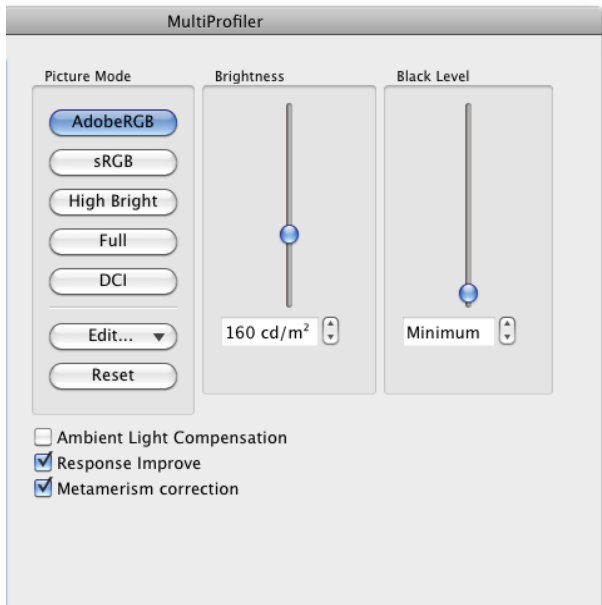 MultiProfiler
Picture Mode
AdobeRGB
sRGB
High Bright
Full
DCI
Edit...
Reset
Brightness
160 cd/m²
Black Level
Minimum
Ambient Light Compensation
Response Improve
Metamerism correction